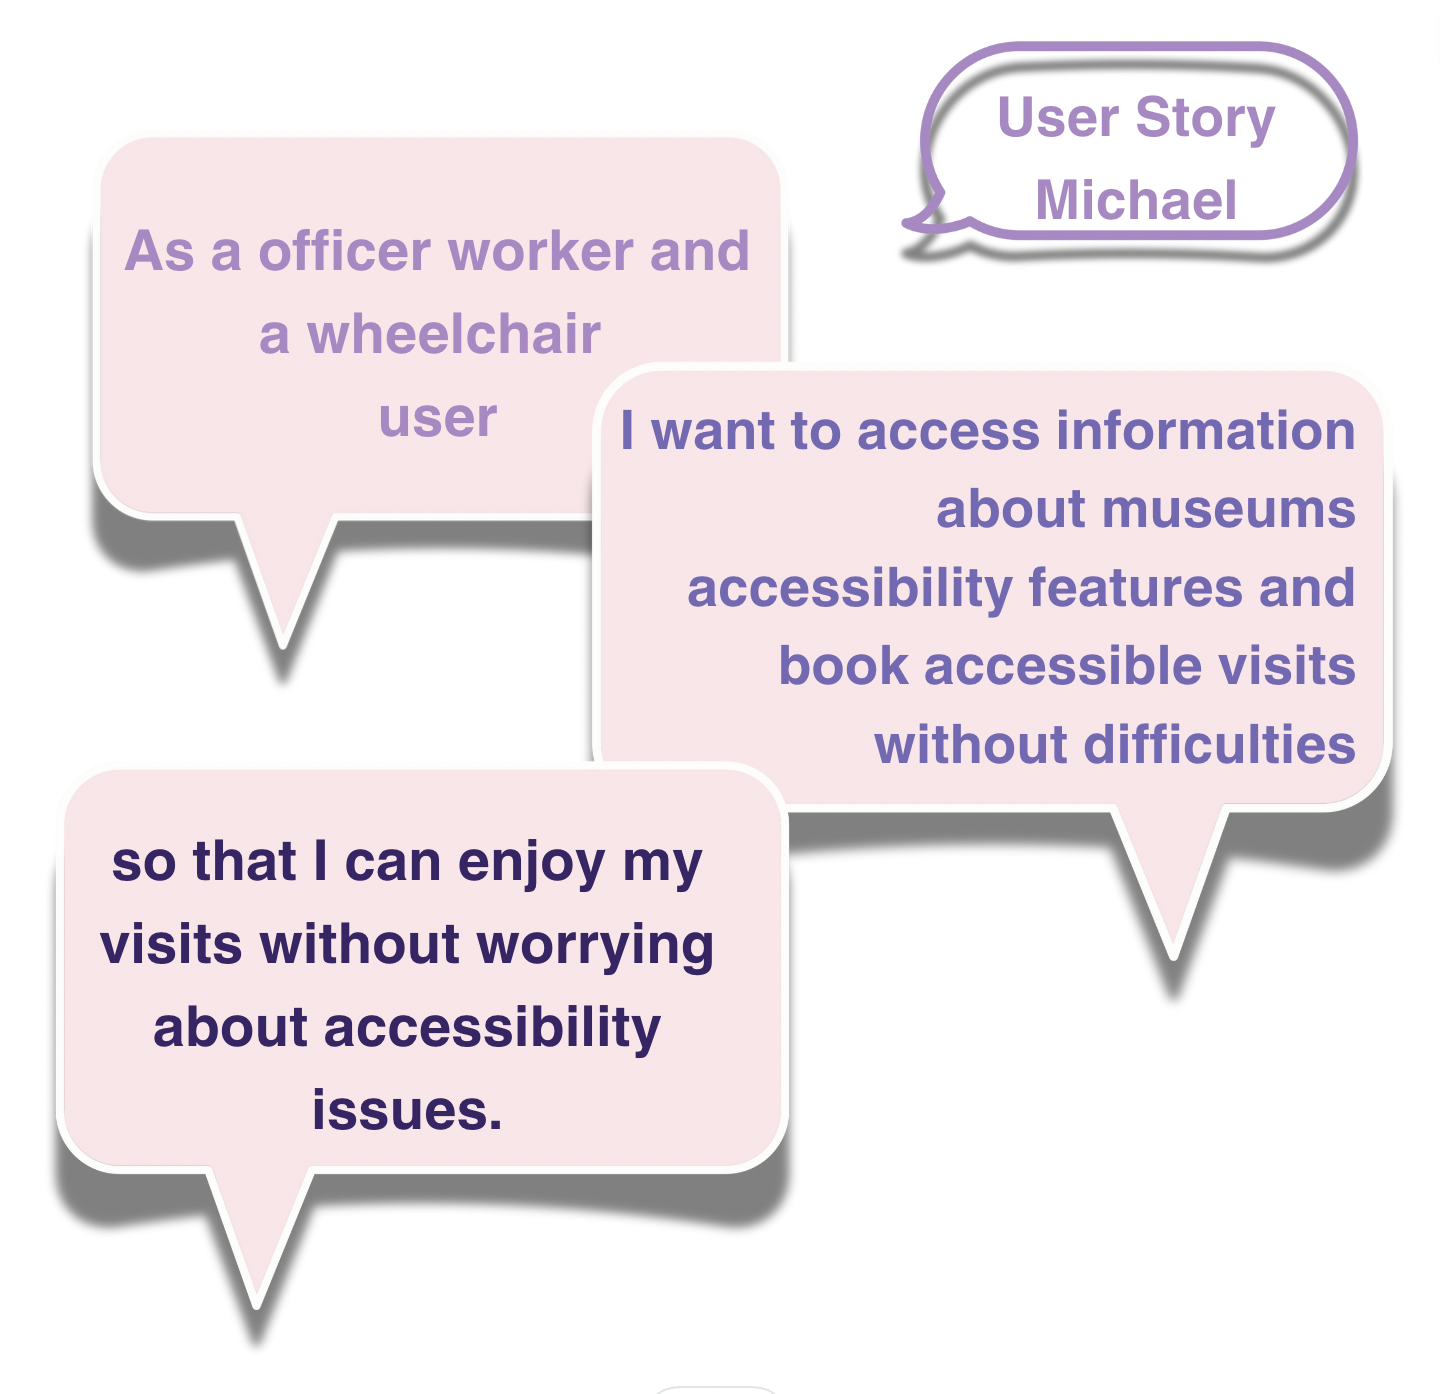 User Story
Michael
As a officer worker and
a wheelchair
user
I want to access information
about museums
accessibility features and
book accessible visits
without difficulties
so that I can enjoy my
visits without worrying
about accessibility
issues.